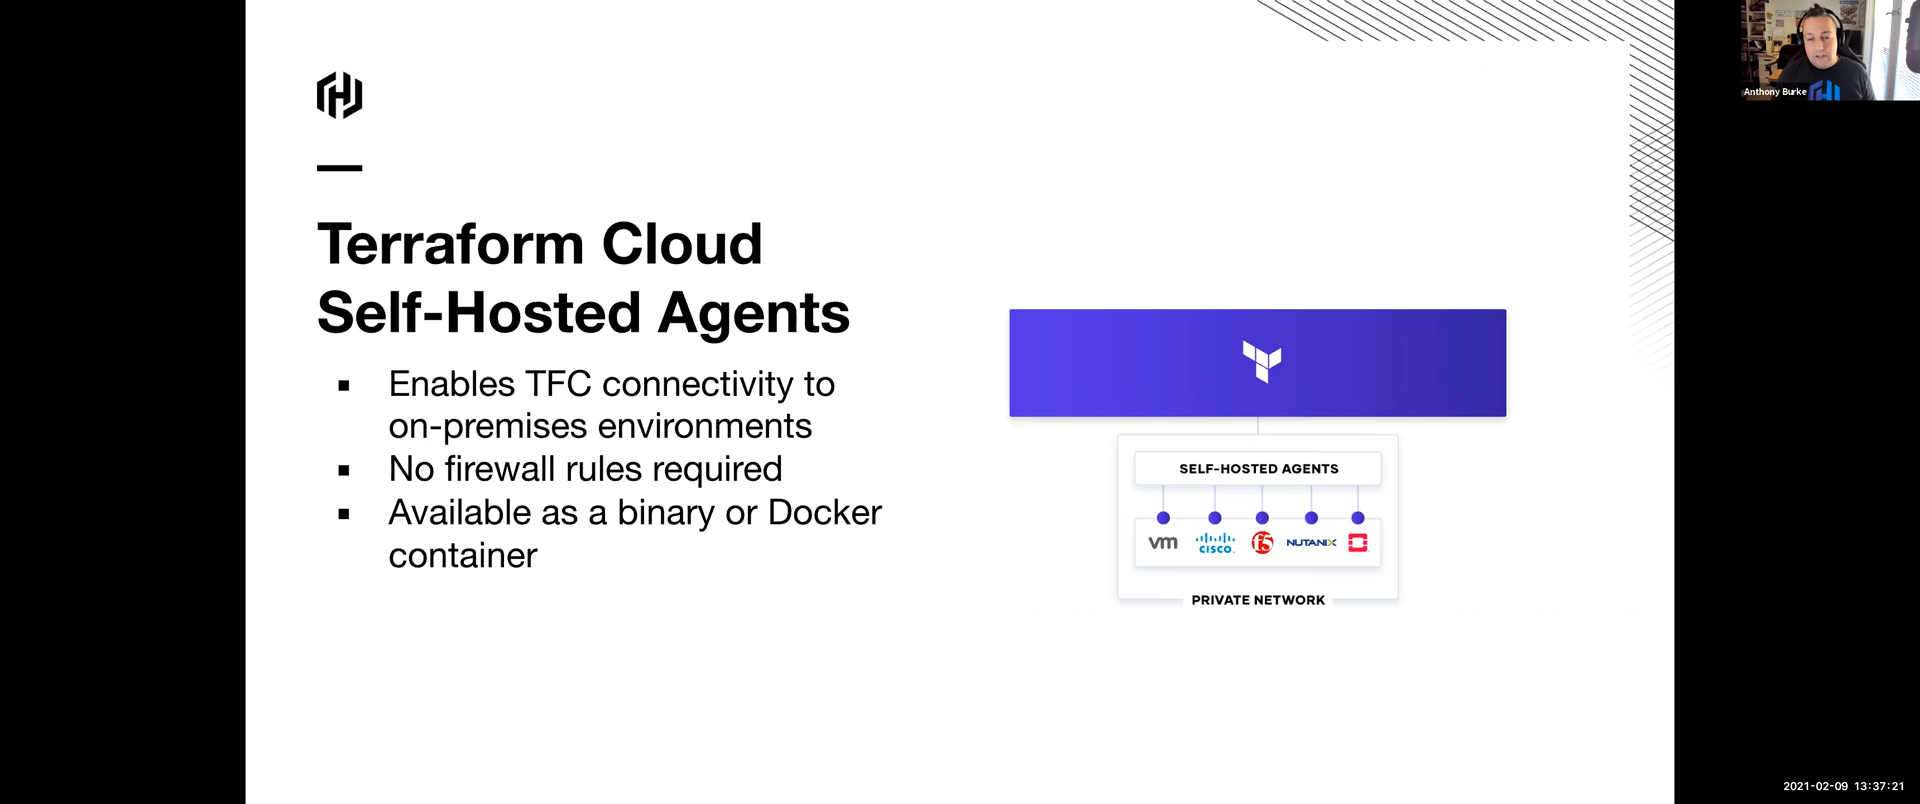 Terraform Cloud
Self-Hosted Agents
▪ Enables TFC connectivity to
on-premises environments
▪ No firewall rules required
▪ Available as a binary or Docker
container
SELF-HOSTED AGENTS
vm
CISCO
f5
NUTANIX
PRIVATE NETWORK
Anthony Burke
2021-02-09 13:37:21